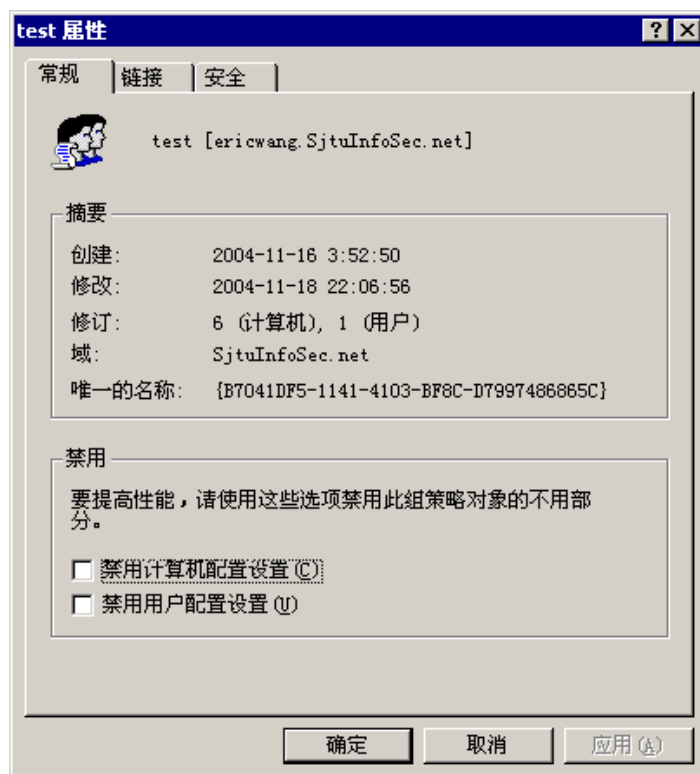 test 属性
常规 链接 安全
test [ericwang.SjtuInfoSec.net]
摘要
创建: 2004-11-16 3:52:50
修改: 2004-11-18 22:06:56
修订: 6 (计算机), 1 (用户)
域: SjtuInfoSec.net
唯一的名称: {B7041DF5-1141-4103-BF8C-D7997486865C}
禁用
要提高性能，请使用这些选项禁用此组策略对象的不用部
分。
禁用计算机配置设置(C)
禁用用户配置设置(U)
确定 取消 应用(A)